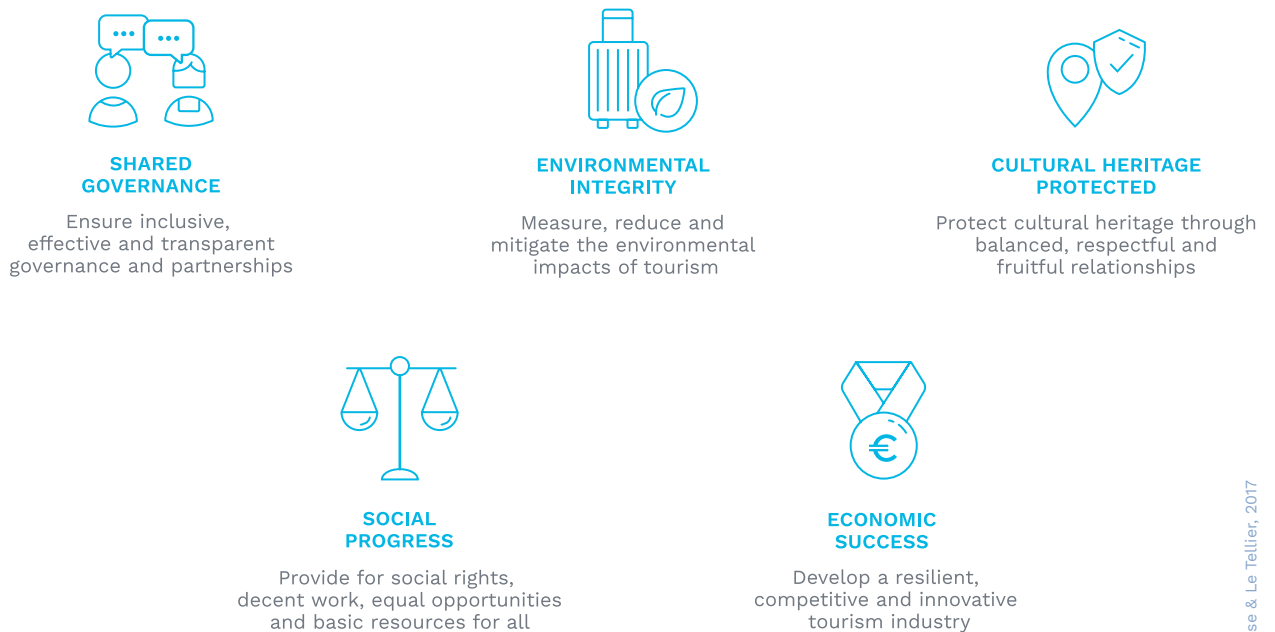 SHARED
GOVERNANCE
Ensure inclusive,
effective and transparent
governance and partnerships
ENVIRONMENTAL
INTEGRITY
Measure, reduce and
mitigate the environmental
impacts of tourism
CULTURAL HERITAGE
PROTECTED
Protect cultural heritage through
balanced, respectful and
fruitful relationships
SOCIAL
PROGRESS
Provide for social rights,
decent work, equal opportunities
and basic resources for all
€
ECONOMIC
SUCCESS
Develop a resilient,
competitive and innovative
tourism industry
se & Le Tellier, 2017